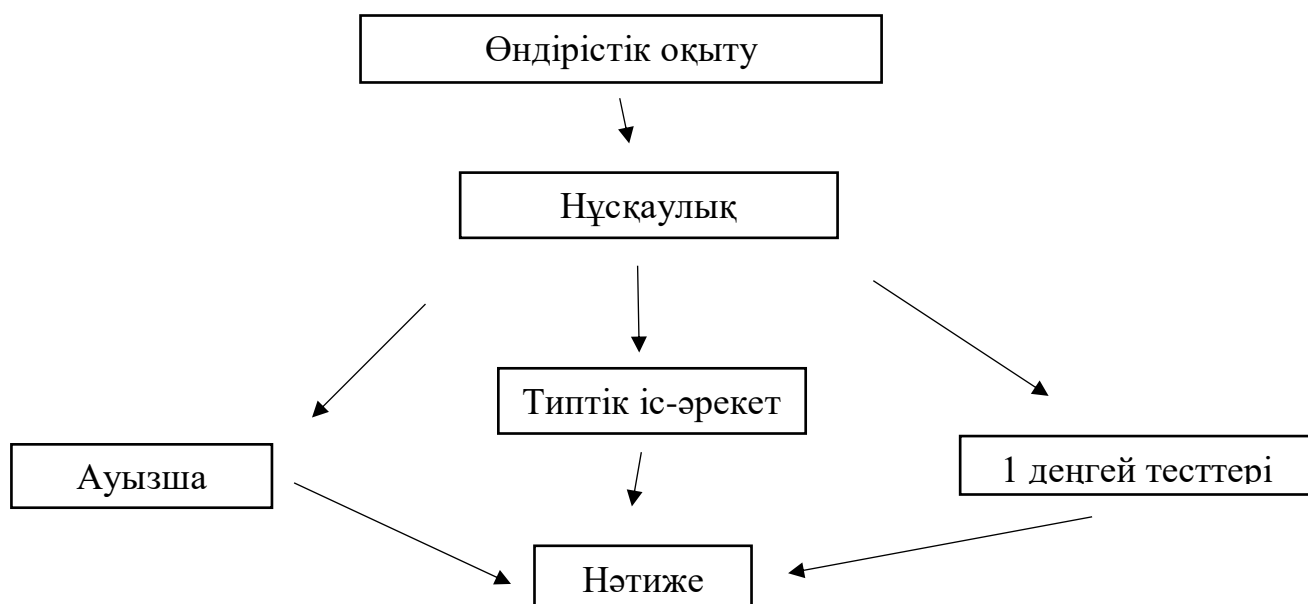 Өндірістік оқыту
Нұсқаулық
Типтік іс-әрекет
Ауызша
1 деңгей тесттері
Нәтиже